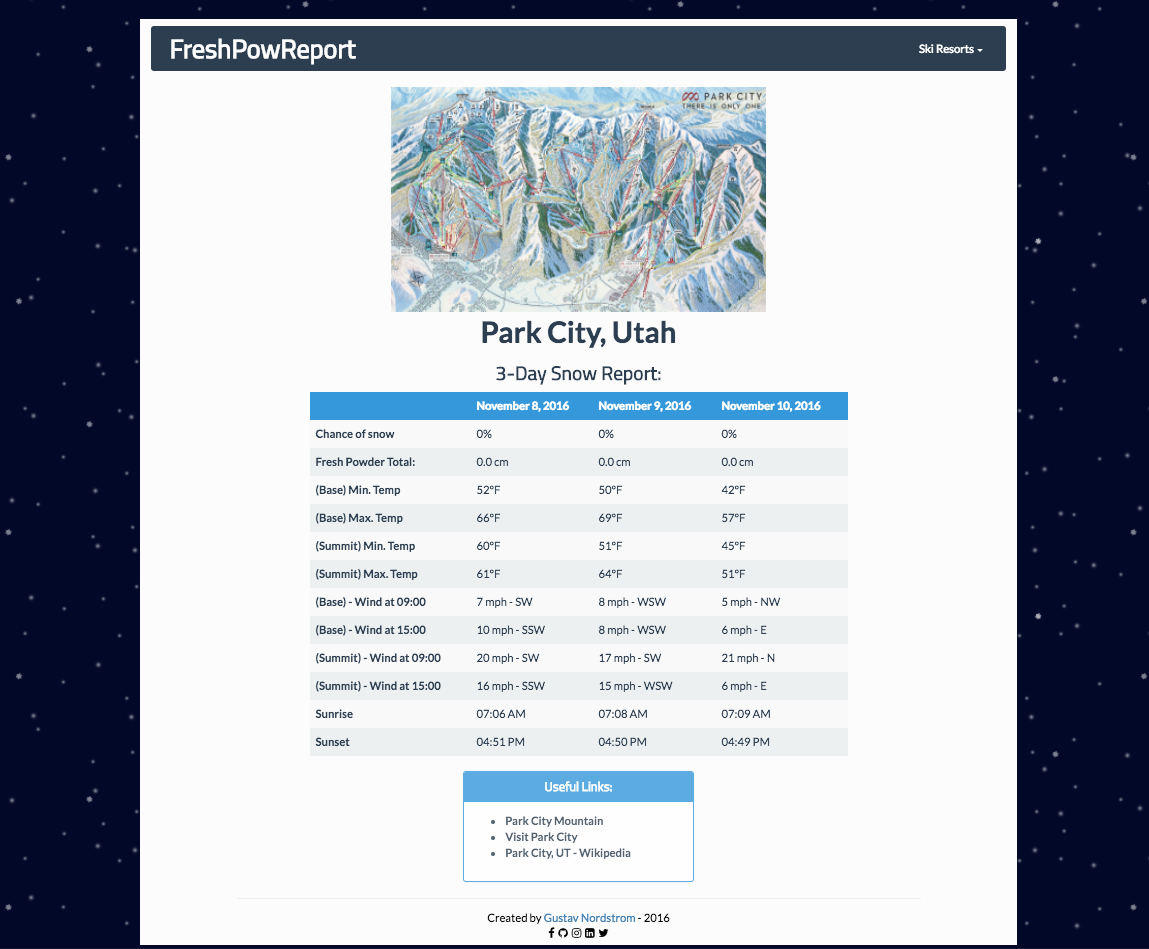 FreshPowReport
Ski Resorts
PARK CITY
THERE IS ONLY ONE
Park City, Utah
3-Day Snow Report:
November 8, 2016 November 9, 2016 November 10, 2016
Chance of snow 0% 0% 0%
Fresh Powder Total: 0.0 cm 0.0 cm 0.0 cm
(Base) Min. Temp 52°F 50°F 42°F
(Base) Max. Temp 66°F 69°F 57°F
(Summit) Min. Temp 60°F 51°F 45°F
(Summit) Max. Temp 61°F 64°F 51°F
(Base) - Wind at 09:00 7 mph - SW 8 mph - WSW 5 mph - NW
(Base) - Wind at 15:00 10 mph - SSW 8 mph - WSW 6 mph - E
(Summit) - Wind at 09:00 20 mph - SW 17 mph - SW 21 mph - N
(Summit) - Wind at 15:00 16 mph - SSW 15 mph - WSW 6 mph - E
Sunrise 07:06 AM 07:08 AM 07:09 AM
Sunset 04:51 PM 04:50 PM 04:49 PM
Useful Links:
Park City Mountain
Visit Park City
Park City, UT - Wikipedia
Created by Gustav Nordstrom - 2016